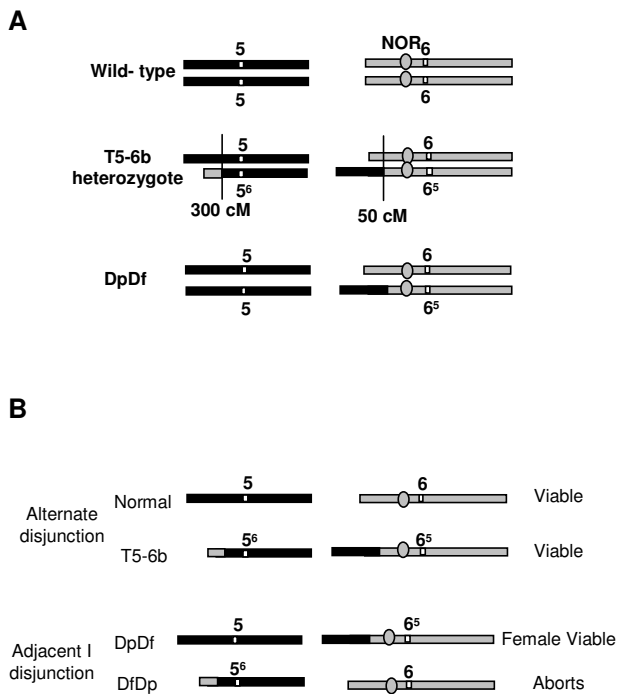 A
5 NOR 6
Wild- type
5 6
5 6
T5-6b
heterozygote
5⁶ 6⁵
300 cM 50 cM
5 6
DpDf
5 6⁵
B
5 6
Normal Viable
Alternate
disjunction
5⁶ 6⁵
T5-6b Viable
5 6⁵
DpDf Female Viable
Adjacent I
disjunction
5⁶ 6
DfDp Aborts